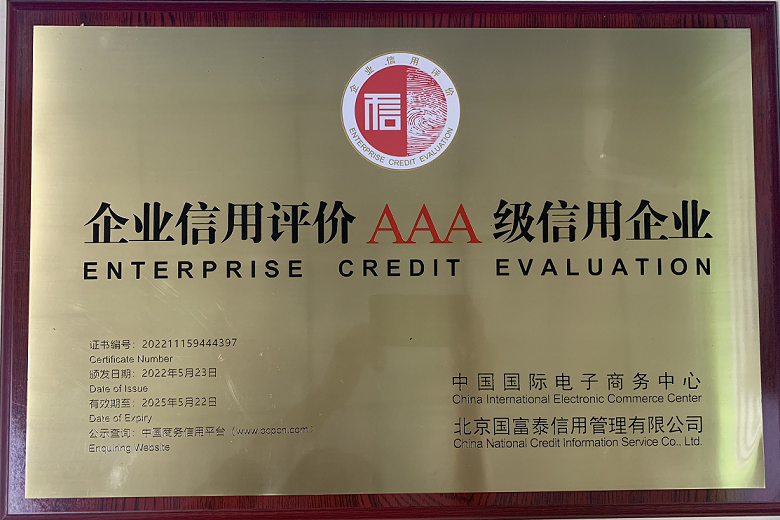 企业信用评价
信
ENTERPRISE CREDIT EVALUATION
企业信用评价AAA级信用企业
ENTERPRISE CREDIT EVALUATION
证书编号：202211159444397
Certificate Number
颁发日期：2022年5月23日
Date of Issue
有效期至：2025年5月22日
Date of Expiry
公示查询：中国商务信用平台（www.bcpcn.com）
Enquiring Website
中国国际电子商务中心
China International Electronic Commerce Center
北京国富泰信用管理有限公司
China National Credit Information Service Co., Ltd.